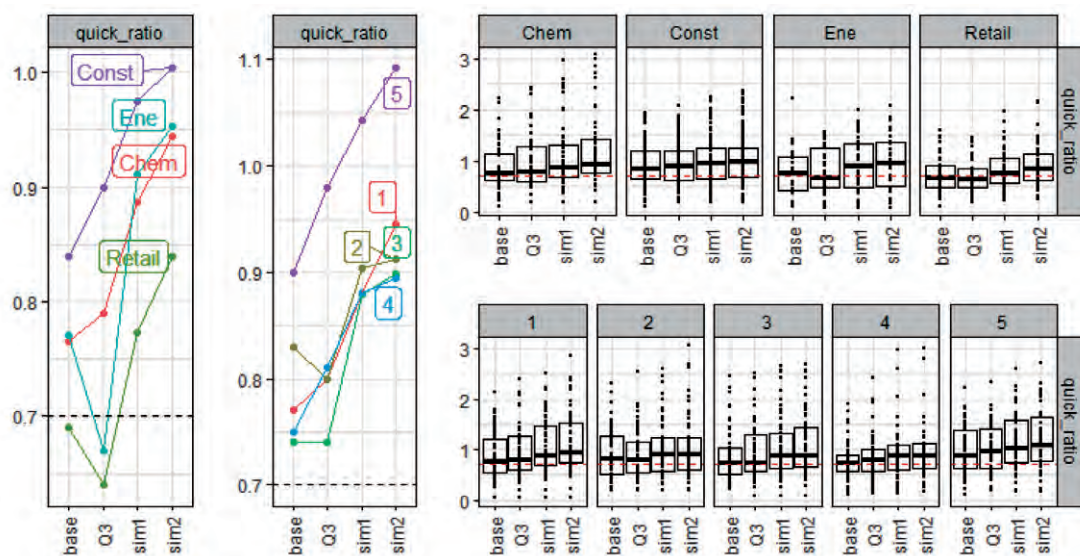 quick_ratio
1.0
0.9
0.8
0.7
Const
Ene
Chem
Retail
base
Q3
sim1
sim2
quick_ratio
1.1
1.0
0.9
0.8
0.7
5
1
2
3
4
base
Q3
sim1
sim2
Chem
Const
Ene
Retail
3
2
1
0
quick_ratio
base
Q3
sim1
sim2
base
Q3
sim1
sim2
base
Q3
sim1
sim2
base
Q3
sim1
sim2
1
2
3
4
5
3
2
1
0
quick_ratio
base
Q3
sim1
sim2
base
Q3
sim1
sim2
base
Q3
sim1
sim2
base
Q3
sim1
sim2
base
Q3
sim1
sim2